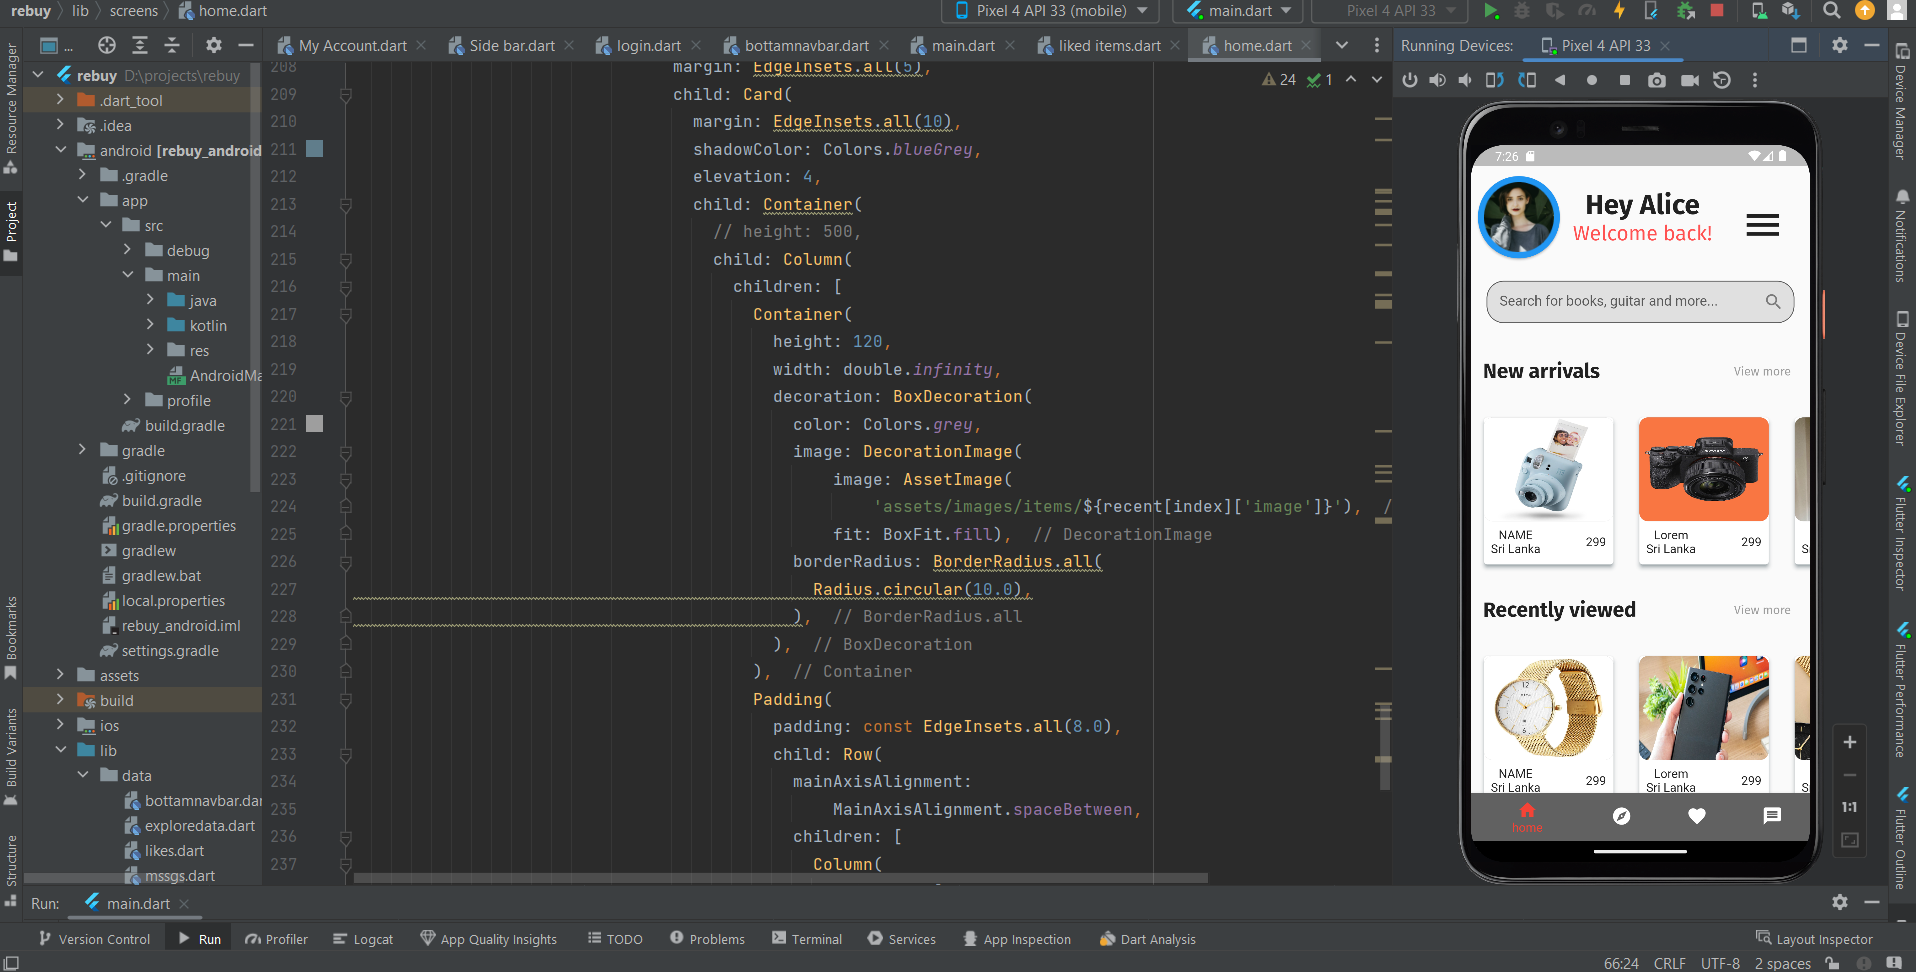 rebuy
lib
screens
home.dart
Pixel 4 API 33 (mobile)
main.dart
Pixel 4 API 33
...
My Account.dart
Side bar.dart
login.dart
bottamnavbar.dart
main.dart
liked items.dart
home.dart
Running Devices:
Pixel 4 API 33
Resource Manager
Project
Bookmarks
Build Variants
Structure
rebuy D:\projects\rebuy
.dart_tool
.idea
android [rebuy_android
.gradle
app
src
debug
main
java
kotlin
res
AndroidMa
profile
build.gradle
gradle
.gitignore
build.gradle
gradle.properties
gradlew
gradlew.bat
local.properties
rebuy_android.iml
settings.gradle
assets
build
ios
lib
data
bottamnavbar.dar
exploredata.dart
likes.dart
mssgs.dart
24
1
208 margin: EdgeInsets.all(5),
209 child: Card(
210 margin: EdgeInsets.all(10),
211 shadowColor: Colors.blueGrey,
212 elevation: 4,
213 child: Container(
214 // height: 500,
215 child: Column(
216 children: [
217 Container(
218 height: 120,
219 width: double.infinity,
220 decoration: BoxDecoration(
221 color: Colors.grey,
222 image: DecorationImage(
223 image: AssetImage(
224 'assets/images/items/${recent[index]['image']}'), /
225 fit: BoxFit.fill), // DecorationImage
226 borderRadius: BorderRadius.all(
227 Radius.circular(10.0),
228 ), // BorderRadius.all
229 ), // BoxDecoration
230 ), // Container
231 Padding(
232 padding: const EdgeInsets.all(8.0),
233 child: Row(
234 mainAxisAlignment:
235 MainAxisAlignment.spaceBetween,
236 children: [
237 Column(
7:26
Hey Alice
Welcome back!
Search for books, guitar and more...
New arrivals
View more
NAME
Sri Lanka
299
Lorem
Sri Lanka
299
S
Recently viewed
View more
NAME
Sri Lanka
299
Lorem
Sri Lanka
299
S
home
1:1
Device Manager
Notifications
Device File Explorer
Flutter Inspector
Flutter Performance
Flutter Outline
Run:
main.dart
Version Control
Run
Profiler
Logcat
App Quality Insights
TODO
Problems
Terminal
Services
App Inspection
Dart Analysis
Layout Inspector
66:24
CRLF
UTF-8
2 spaces